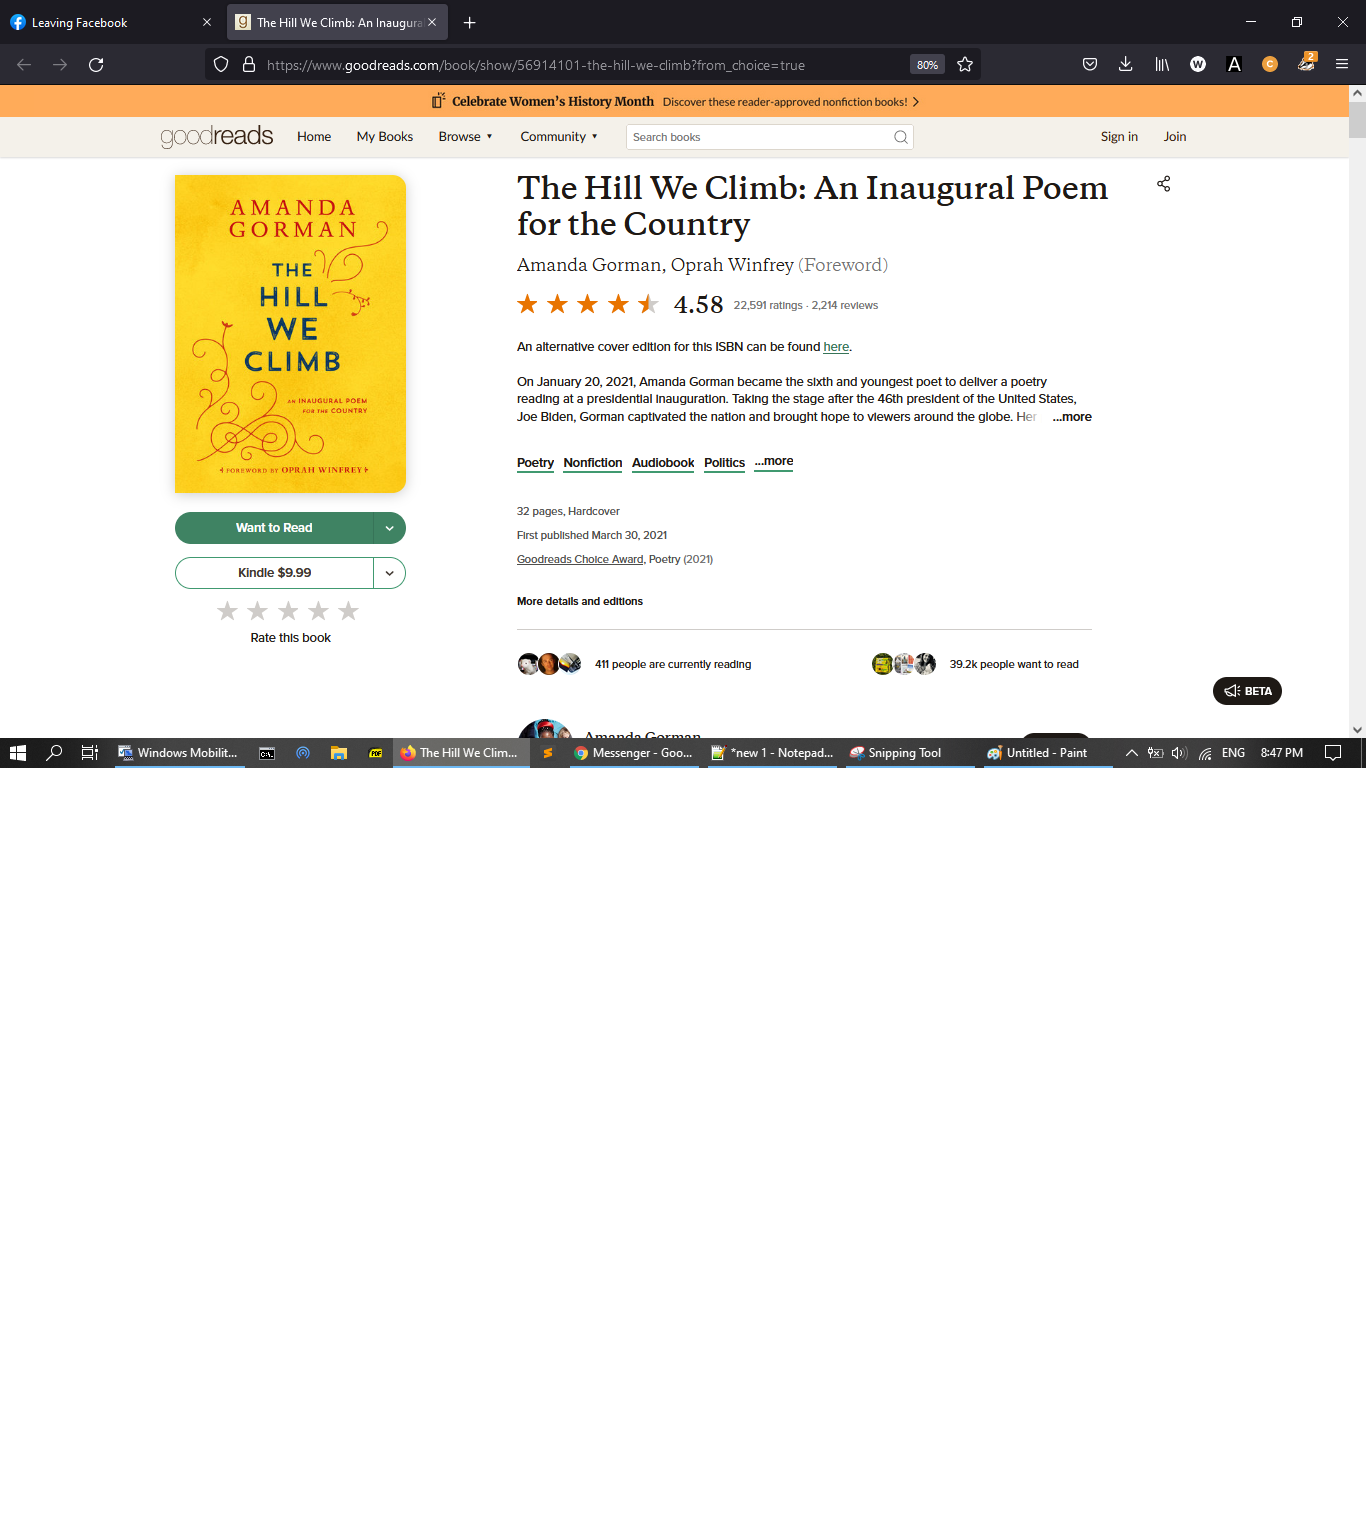 Leaving Facebook
The Hill We Climb: An Inaugura
https://www.goodreads.com/book/show/56914101-the-hill-we-climb?from_choice=true
80%
W
A
C
2
Celebrate Women's History Month Discover these reader-approved nonfiction books!
goodreads
Home
My Books
Browse
Community
Search books
Sign in
Join
AMANDA
GORMAN
THE
HILL
WE
CLIMB
AN INAUGURAL POEM
FOR THE COUNTRY
FOREWORD BY OPRAH WINFREY
Want to Read
Kindle $9.99
Rate this book
The Hill We Climb: An Inaugural Poem
for the Country
Amanda Gorman, Oprah Winfrey (Foreword)
4.58 22,591 ratings · 2,214 reviews
An alternative cover edition for this ISBN can be found here.
On January 20, 2021, Amanda Gorman became the sixth and youngest poet to deliver a poetry
reading at a presidential inauguration. Taking the stage after the 46th president of the United States,
Joe Biden, Gorman captivated the nation and brought hope to viewers around the globe. Her ...more
Poetry Nonfiction Audiobook Politics ...more
32 pages, Hardcover
First published March 30, 2021
Goodreads Choice Award, Poetry (2021)
More details and editions
411 people are currently reading
39.2k people want to read
BETA
Amanda Gorman
Windows Mobilit...
PDF
The Hill We Clim...
Messenger - Goo...
*new 1 - Notepad...
Snipping Tool
Untitled - Paint
ENG
8:47 PM